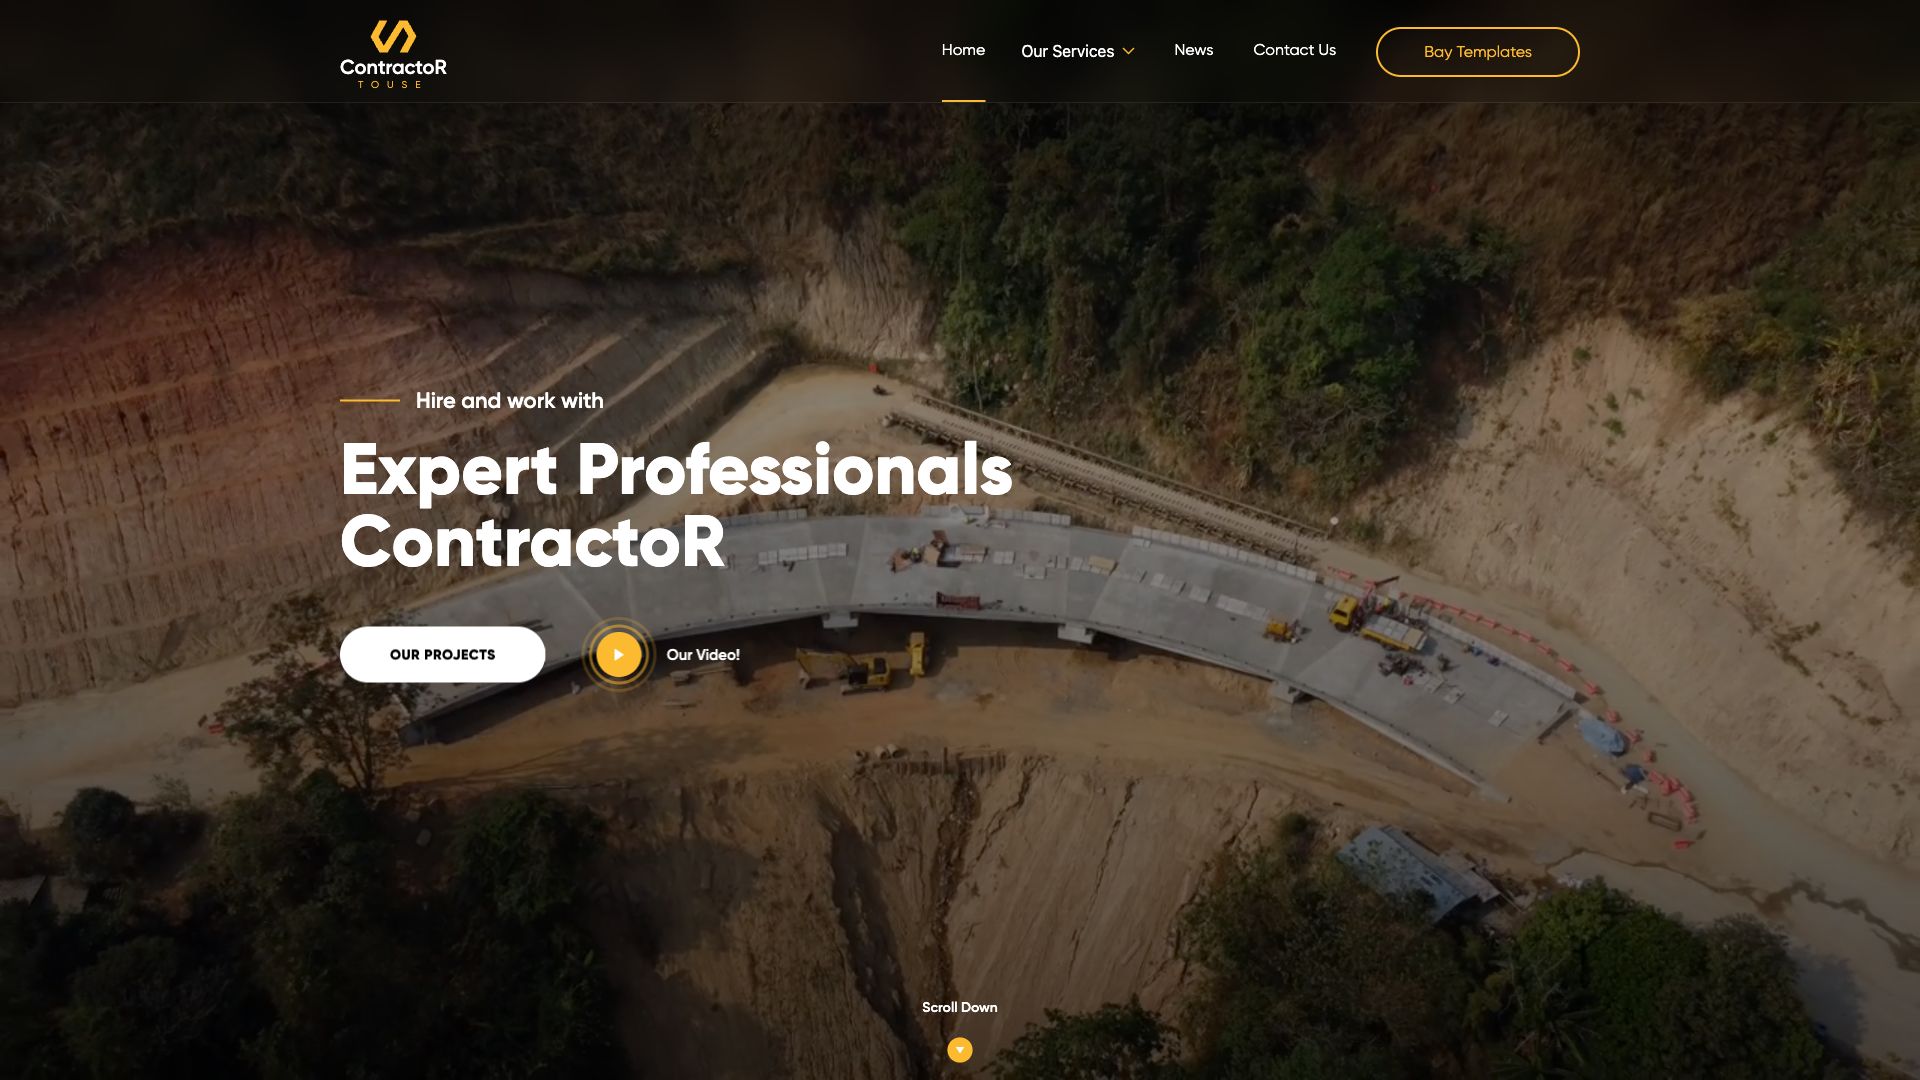 ContractoR
TOUSE
Home
Our Services
News
Contact Us
Bay Templates
Hire and work with
Expert Professionals
ContractoR
OUR PROJECTS
Our Video!
Scroll Down